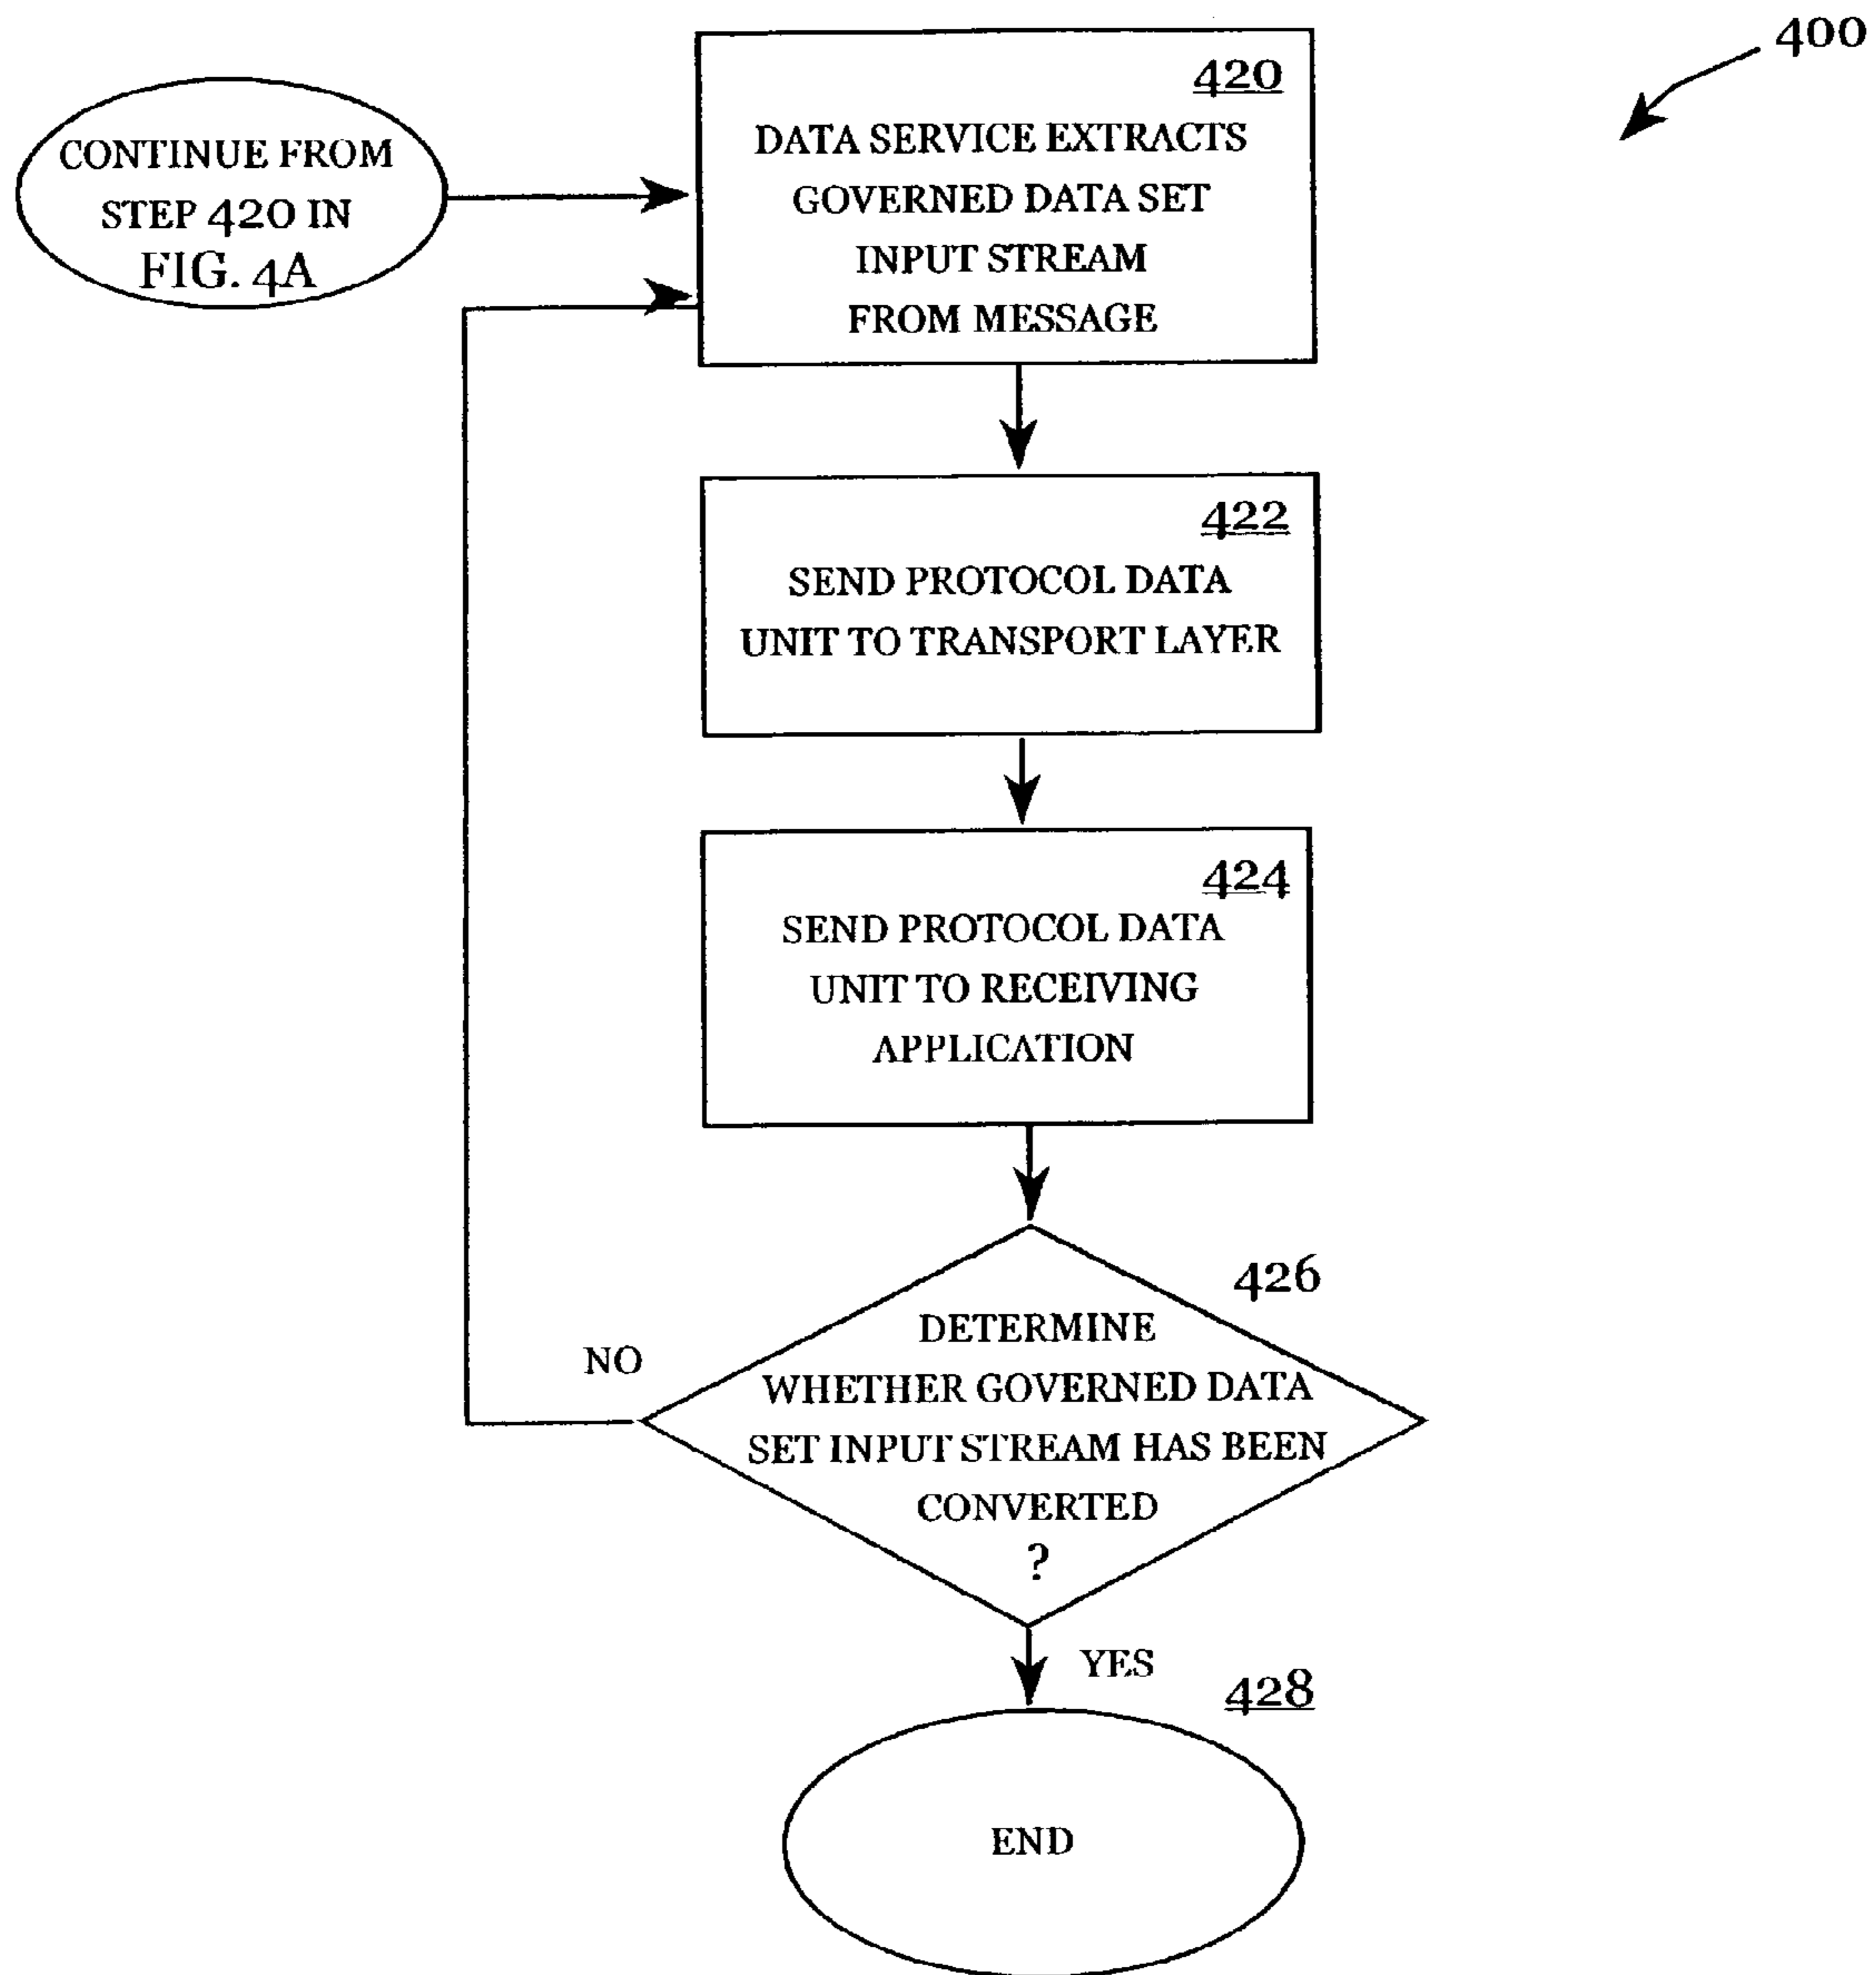 400
CONTINUE FROM
STEP 420 IN
FIG. 4A
420
DATA SERVICE EXTRACTS
GOVERNED DATA SET
INPUT STREAM
FROM MESSAGE
422
SEND PROTOCOL DATA
UNIT TO TRANSPORT LAYER
424
SEND PROTOCOL DATA
UNIT TO RECEIVING
APPLICATION
426
DETERMINE
WHETHER GOVERNED DATA
SET INPUT STREAM HAS BEEN
CONVERTED
?
NO
YES
428
END